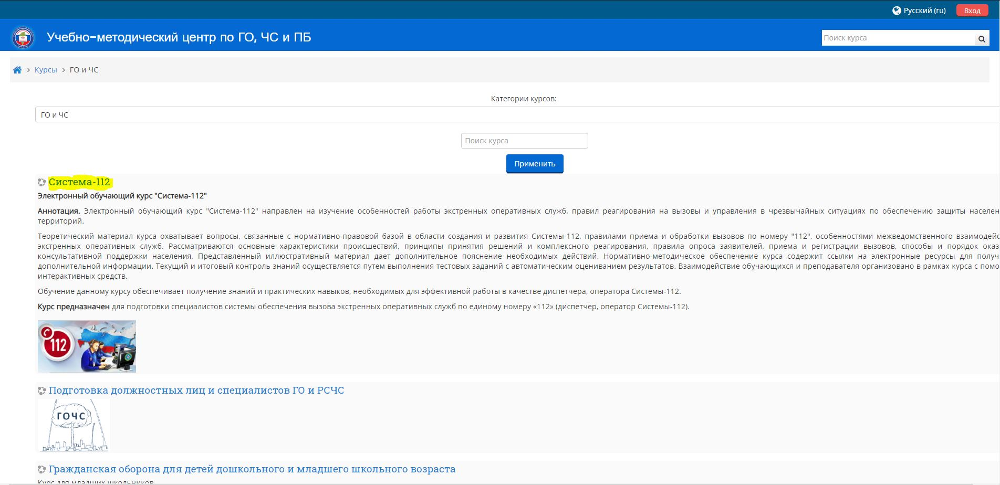 Русский (ru) Вход
Учебно-методический центр по ГО, ЧС и ПБ
Поиск курса
Курсы ГО и ЧС
Категории курсов:
ГО и ЧС
Поиск курса
Применить
Система-112
Электронный обучающий курс "Система-112"
Аннотация. Электронный обучающий курс "Система-112" направлен на изучение особенностей работы экстренных оперативных служб, правил реагирования на вызовы и управления в чрезвычайных ситуациях по обеспечению защиты населен
территорий.
Теоретический материал курса охватывает вопросы, связанные с нормативно-правовой базой в области создания и развития Системы-112, правилами приема и обработки вызовов по номеру "112", особенностями межведомственного взаимодейс
экстренных оперативных служб. Рассматриваются основные характеристики происшествий, принципы принятия решений и комплексного реагирования, правила опроса заявителей, приема и регистрации вызовов, способы и порядок оказ
консультативной поддержки населения, Представленный иллюстративный материал дает дополнительное пояснение необходимых действий. Нормативно-методическое обеспечение курса содержит ссылки на электронные ресурсы для получ
дополнительной информации. Текущий и итоговый контроль знаний осуществляется путем выполнения тестовых заданий с автоматическим оцениванием результатов. Взаимодействие обучающихся и преподавателя организовано в рамках курса с помо
интерактивных средств.
Обучение данному курсу обеспечивает получение знаний и практических навыков, необходимых для эффективной работы в качестве диспетчера, оператора Системы-112.
Курс предназначен для подготовки специалистов системы обеспечения вызова экстренных оперативных служб по единому номеру «112» (диспетчер, оператор Системы-112).
112
Подготовка должностных лиц и специалистов ГО и РСЧС
ГОЧС
Гражданская оборона для детей дошкольного и младшего школьного возраста
Курс для младших школьников